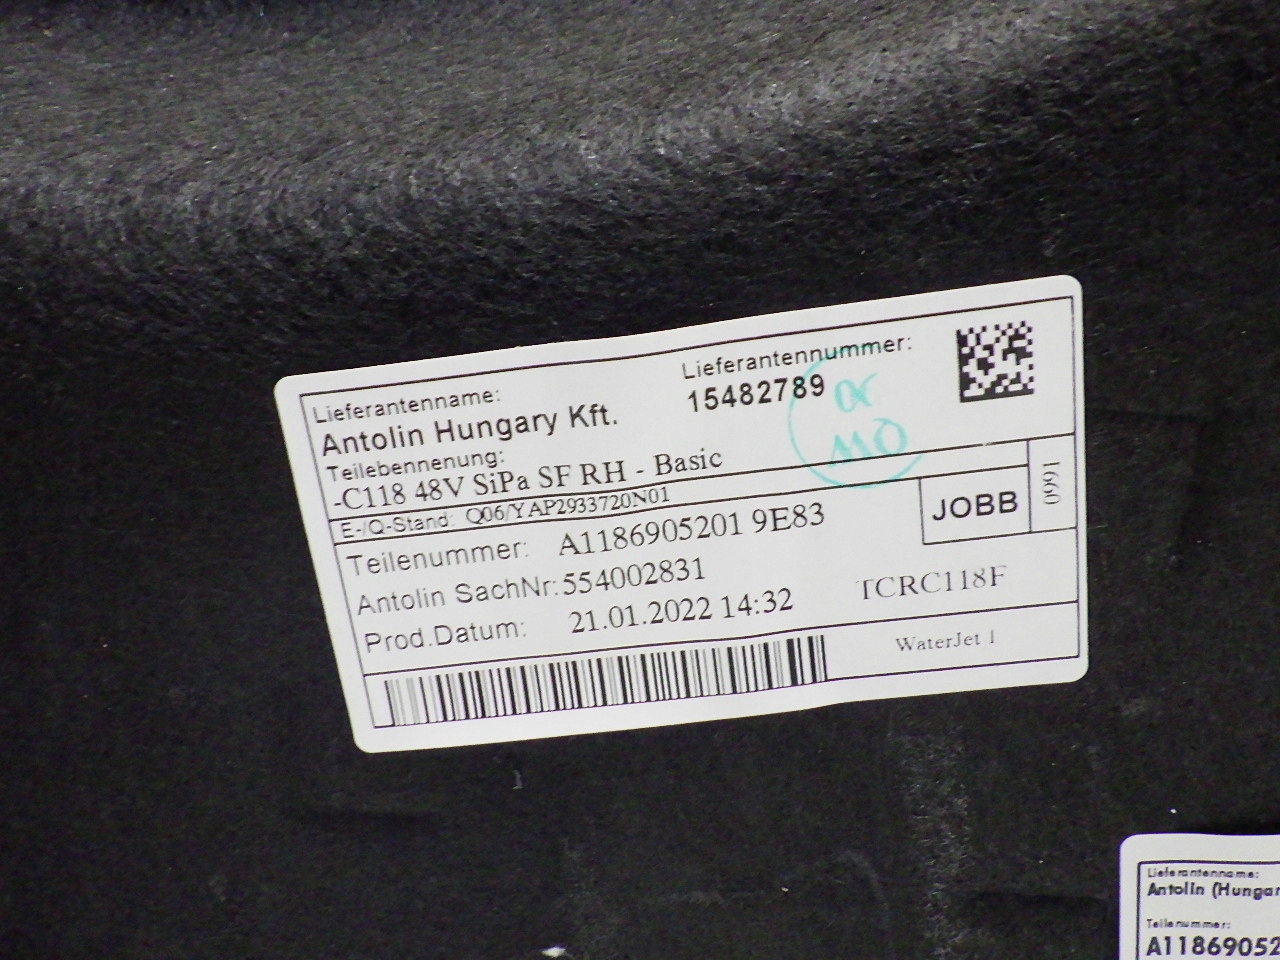 Lieferantenname:
Antolin Hungary Kft.
Lieferantennummer:
15482789
Teilebennenung:
-C118 48V SiPa SF RH - Basic
E-/Q-Stand: Q06/YAP2933720N01
Teilenummer: A1186905201 9E83
JOBB
1660
Antolin SachNr: 554002831
Prod.Datum: 21.01.2022 14:32
TCRC118F
WaterJet 1
Lieferantenname:
Antolin (Hungar
Teilenummer:
A11869052